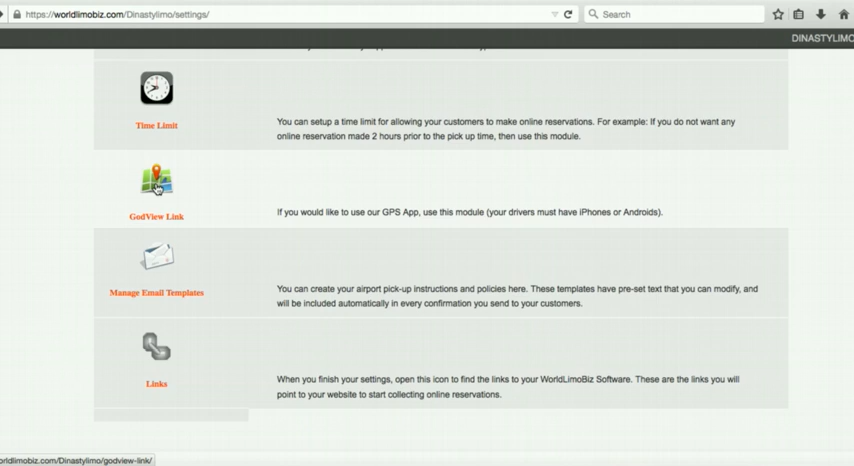 https://worldlimobiz.com/Dinastylimo/settings/
Search
DINASTYLIMO
Time Limit
You can setup a time limit for allowing your customers to make online reservations. For example: If you do not want any
online reservation made 2 hours prior to the pick up time, then use this module.
GodView Link
If you would like to use our GPS App, use this module (your drivers must have iPhones or Androids).
Manage Email Templates
You can create your airport pick-up instructions and policies here. These templates have pre-set text that you can modify, and
will be included automatically in every confirmation you send to your customers.
Links
When you finish your settings, open this icon to find the links to your WorldLimoBiz Software. These are the links you will
point to your website to start collecting online reservations.
orldlimobiz.com/Dinastylimo/godview-link/